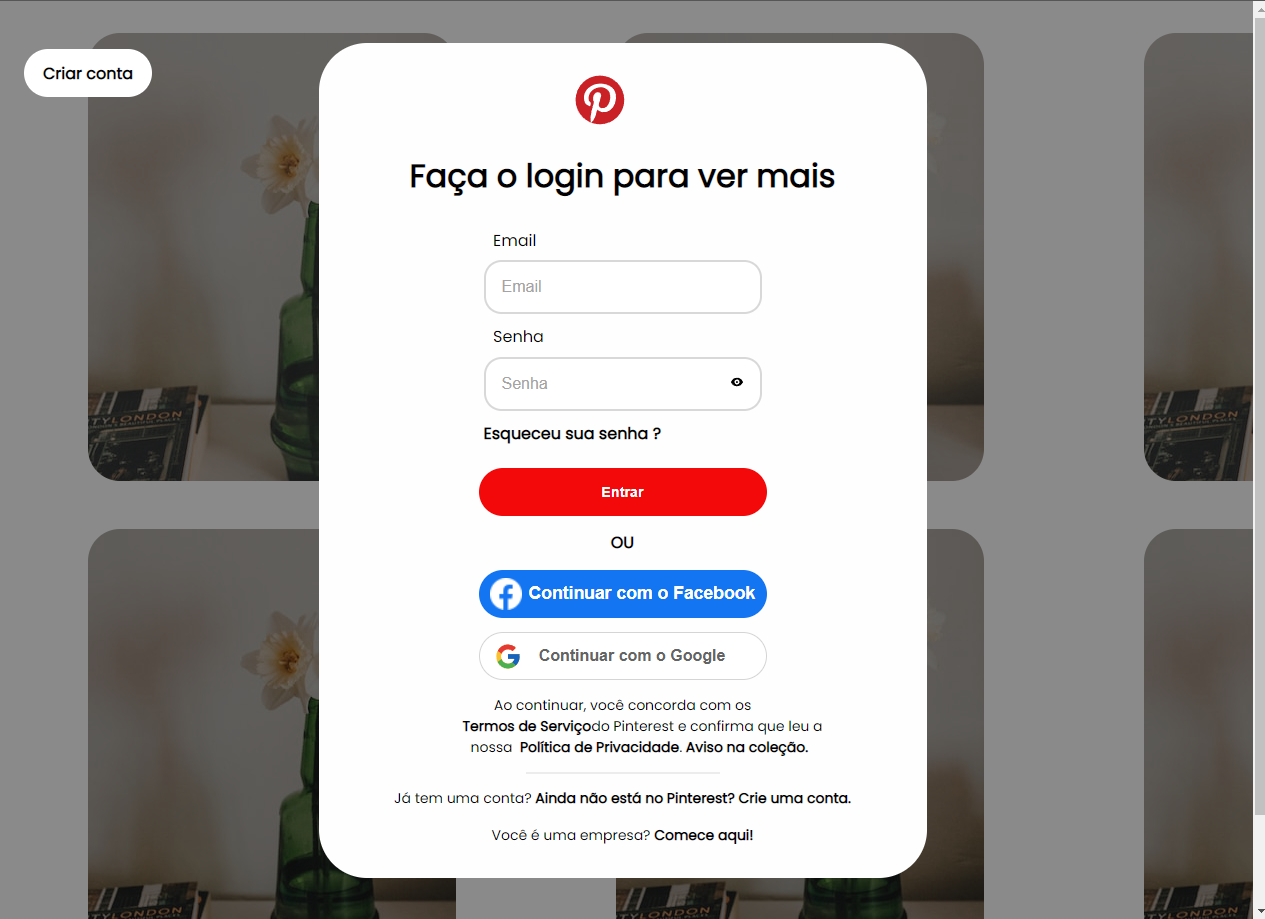 Criar conta
Faça o login para ver mais
Email
Email
Senha
Senha
Esqueceu sua senha ?
Entrar
OU
Continuar com o Facebook
Continuar com o Google
Ao continuar, você concorda com os
Termos de Serviçodo Pinterest e confirma que leu a
nossa Política de Privacidade. Aviso na coleção.
Já tem uma conta? Ainda não está no Pinterest? Crie uma conta.
Você é uma empresa? Comece aqui!
TYLONDON
TYLONDON
TYLONDON
TYLONDON
TYLONDON